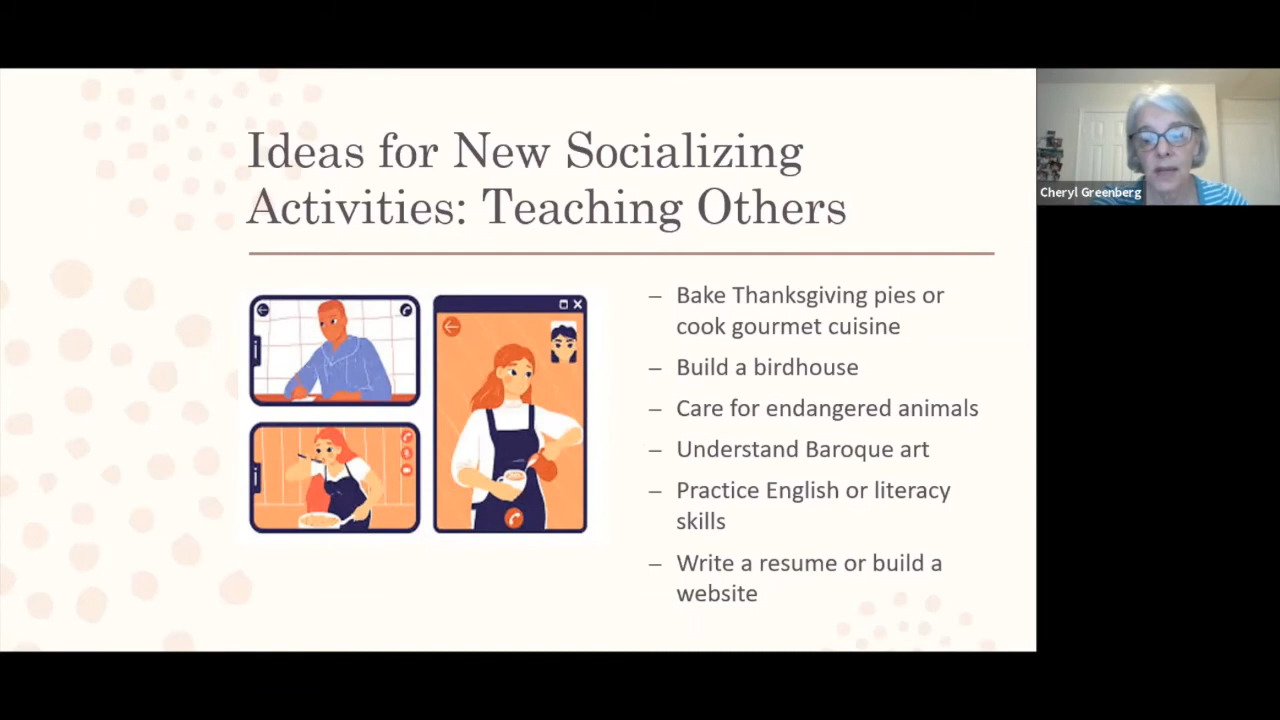 Ideas for New Socializing
Activities: Teaching Others
– Bake Thanksgiving pies or
cook gourmet cuisine
– Build a birdhouse
– Care for endangered animals
– Understand Baroque art
– Practice English or literacy
skills
– Write a resume or build a
website
Cheryl Greenberg